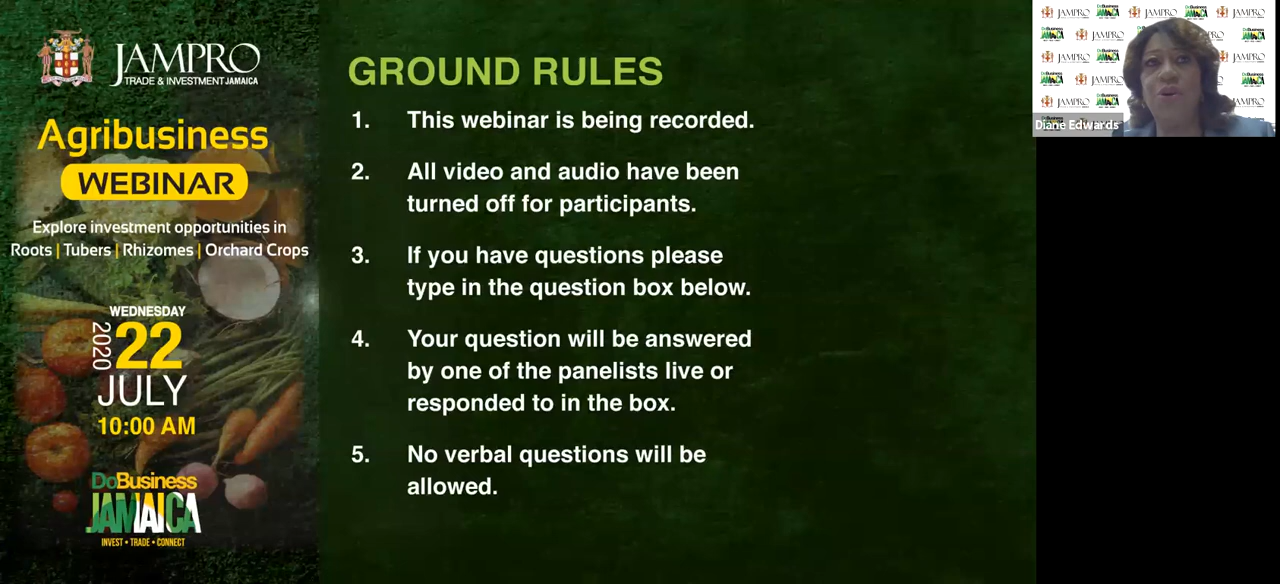 JAMPRO
TRADE & INVESTMENT JAMAICA
Agribusiness
WEBINAR
Explore investment opportunities in
Roots | Tubers | Rhizomes | Orchard Crops
WEDNESDAY
2020
22
JULY
10:00 AM
DoBusiness
JAMAICA
INVEST • TRADE • CONNECT
GROUND RULES
1. This webinar is being recorded.
2. All video and audio have been
turned off for participants.
3. If you have questions please
type in the question box below.
4. Your question will be answered
by one of the panelists live or
responded to in the box.
5. No verbal questions will be
allowed.
Diane Edwards